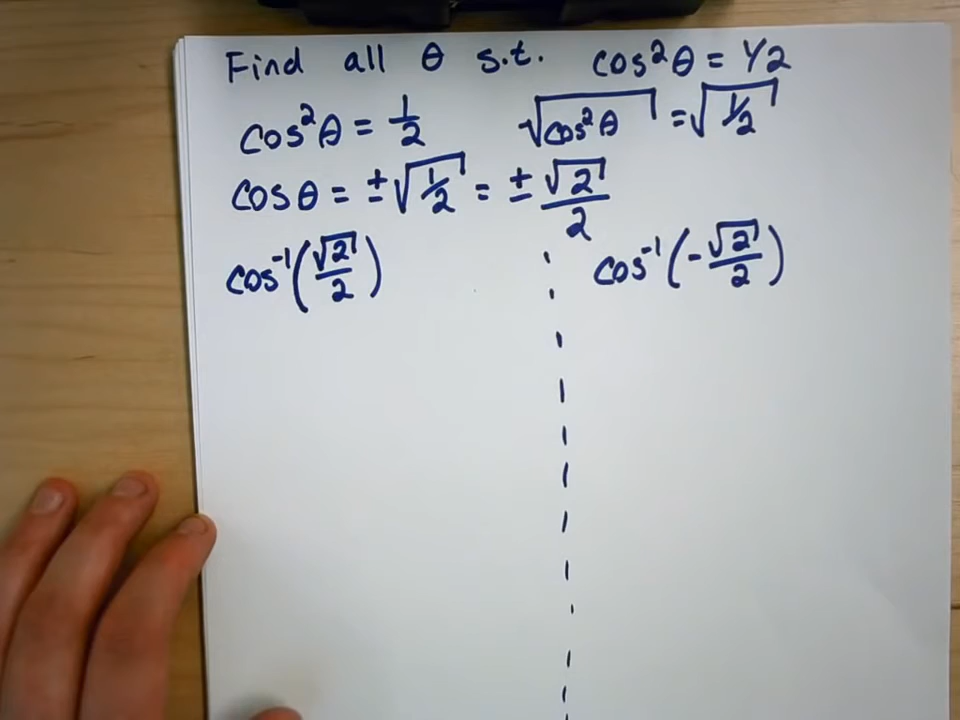 Find all θ s.t. cos²θ = 1/2
cos²θ = 1/2 √cos²θ = √1/2
cosθ = ±√1/2 = ±√2/2
cos⁻¹(√2/2) cos⁻¹(-√2/2)